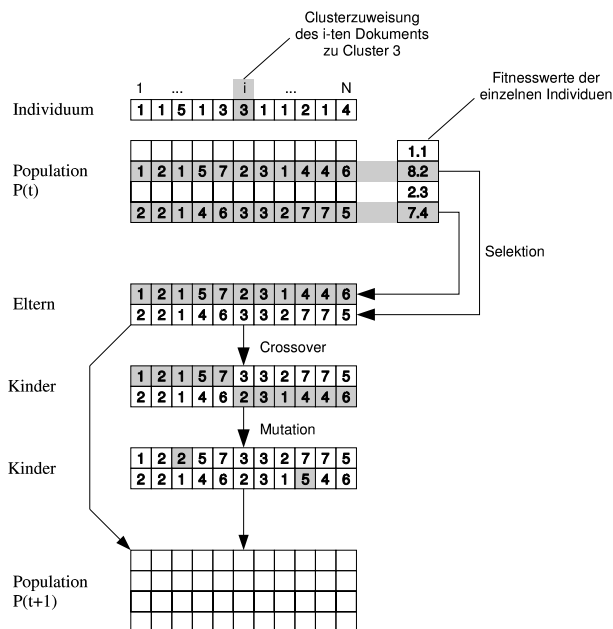 Clusterzuweisung
des i-ten Dokuments
zu Cluster 3
1 ... i ... N
Fitnesswerte der
einzelnen Individuen
Individuum
1 1 5 1 3 3 1 1 2 1 4
1.1
Population
P(t)
1 2 1 5 7 2 3 1 4 4 6 8.2
2.3
2 2 1 4 6 3 3 2 7 7 5 7.4
Selektion
Eltern
1 2 1 5 7 2 3 1 4 4 6
2 2 1 4 6 3 3 2 7 7 5
Crossover
Kinder
1 2 1 5 7 3 3 2 7 7 5
2 2 1 4 6 2 3 1 4 4 6
Mutation
Kinder
1 2 2 5 7 3 3 2 7 7 5
2 2 1 4 6 2 3 1 5 4 6
Population
P(t+1)